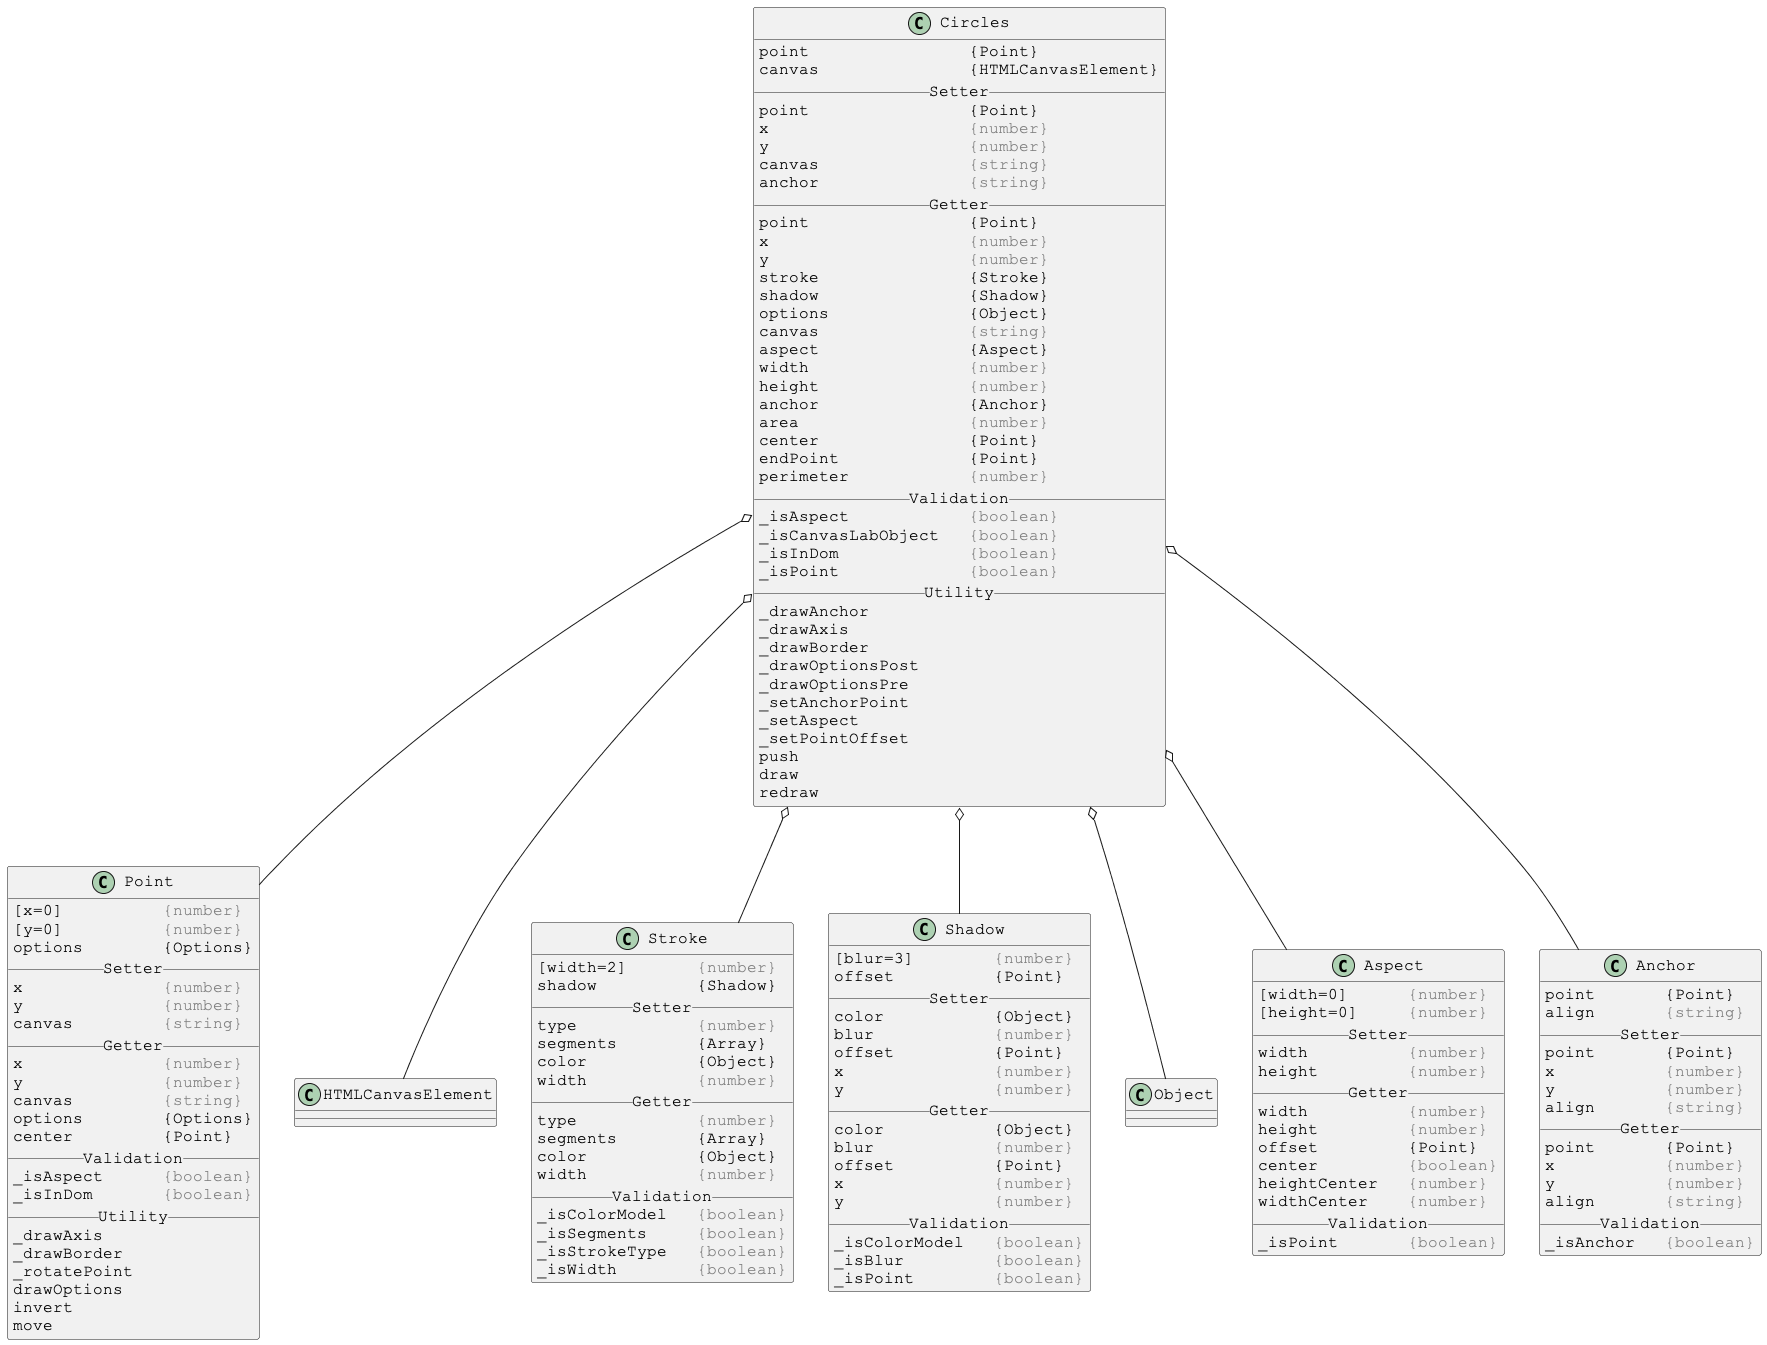 C Circles
point {Point}
canvas {HTMLCanvasElement}
Setter
point {Point}
x {number}
y {number}
canvas {string}
anchor {string}
Getter
point {Point}
x {number}
y {number}
stroke {Stroke}
shadow {Shadow}
options {Object}
canvas {string}
aspect {Aspect}
width {number}
height {number}
anchor {Anchor}
area {number}
center {Point}
endPoint {Point}
perimeter {number}
Validation
_isAspect {boolean}
_isCanvasLabObject {boolean}
_isInDom {boolean}
_isPoint {boolean}
Utility
_drawAnchor
_drawAxis
_drawBorder
_drawOptionsPost
_drawOptionsPre
_setAnchorPoint
_setAspect
_setPointOffset
push
draw
redraw
C Point
[x=0] {number}
[y=0] {number}
options {Options}
Setter
x {number}
y {number}
canvas {string}
Getter
x {number}
y {number}
canvas {string}
options {Options}
center {Point}
Validation
_isAspect {boolean}
_isInDom {boolean}
Utility
_drawAxis
_drawBorder
_rotatePoint
drawOptions
invert
move
C HTMLCanvasElement
C Stroke
[width=2] {number}
shadow {Shadow}
Setter
type {number}
segments {Array}
color {Object}
width {number}
Getter
type {number}
segments {Array}
color {Object}
width {number}
Validation
_isColorModel {boolean}
_isSegments {boolean}
_isStrokeType {boolean}
_isWidth {boolean}
C Shadow
[blur=3] {number}
offset {Point}
Setter
color {Object}
blur {number}
offset {Point}
x {number}
y {number}
Getter
color {Object}
blur {number}
offset {Point}
x {number}
y {number}
Validation
_isColorModel {boolean}
_isBlur {boolean}
_isPoint {boolean}
C Object
C Aspect
[width=0] {number}
[height=0] {number}
Setter
width {number}
height {number}
Getter
width {number}
height {number}
offset {Point}
center {boolean}
heightCenter {number}
widthCenter {number}
Validation
_isPoint {boolean}
C Anchor
point {Point}
align {string}
Setter
point {Point}
x {number}
y {number}
align {string}
Getter
point {Point}
x {number}
y {number}
align {string}
Validation
_isAnchor {boolean}